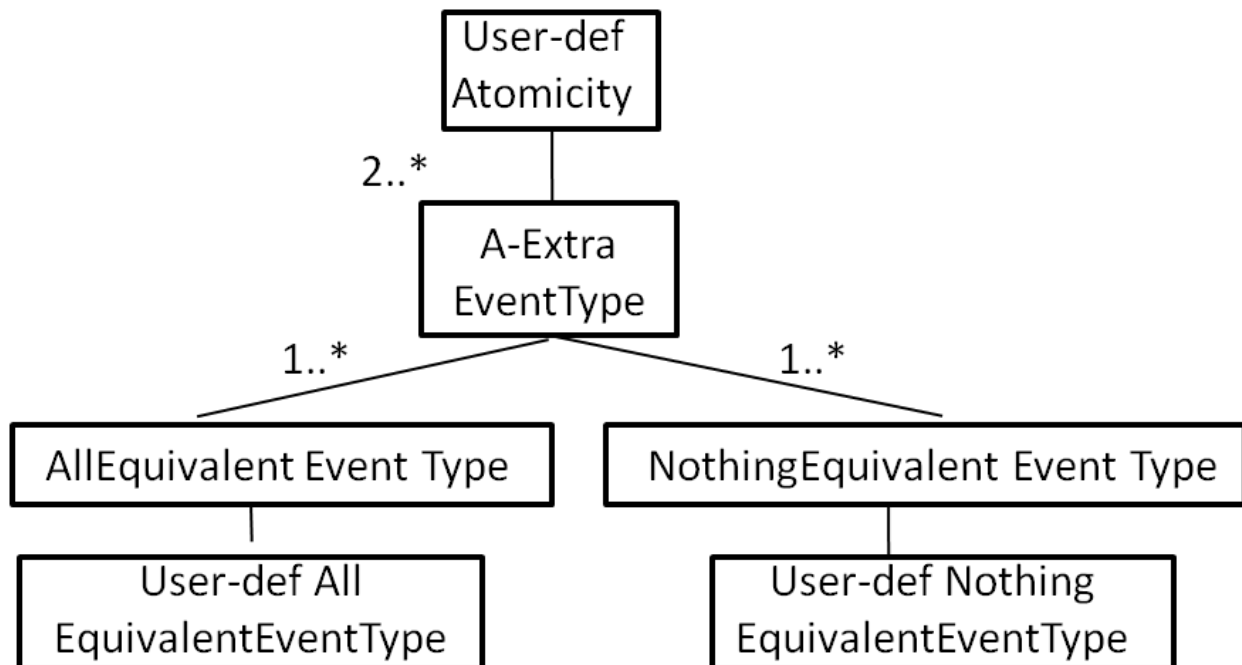 User-def
Atomicity
2..*
A-Extra
EventType
1..*
1..*
AllEquivalent Event Type
NothingEquivalent Event Type
User-def All
EquivalentEventType
User-def Nothing
EquivalentEventType